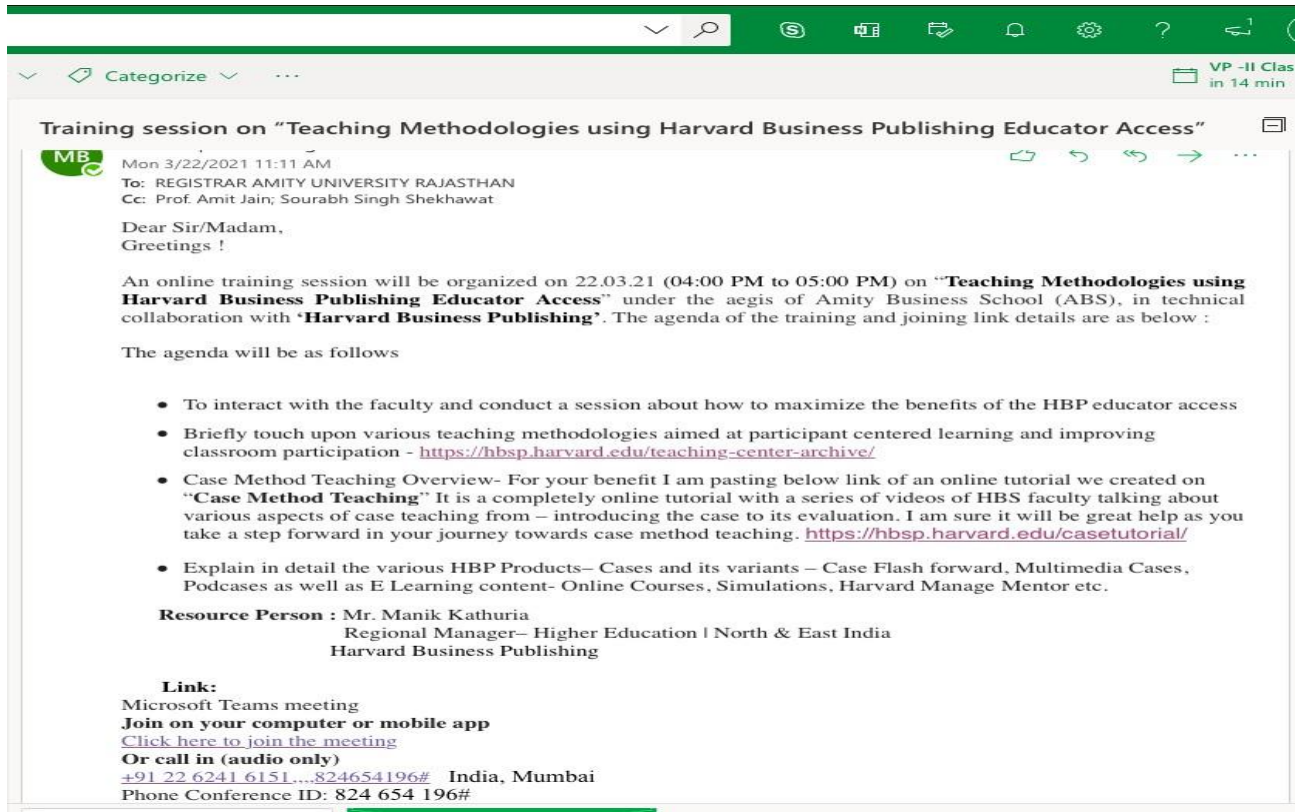 Categorize
VP -II Clas
in 14 min
Training session on “Teaching Methodologies using Harvard Business Publishing Educator Access”
MB
Mon 3/22/2021 11:11 AM
To: REGISTRAR AMITY UNIVERSITY RAJASTHAN
Cc: Prof. Amit Jain; Sourabh Singh Shekhawat
Dear Sir/Madam,
Greetings !
An online training session will be organized on 22.03.21 (04:00 PM to 05:00 PM) on “Teaching Methodologies using
Harvard Business Publishing Educator Access” under the aegis of Amity Business School (ABS), in technical
collaboration with ‘Harvard Business Publishing’. The agenda of the training and joining link details are as below :
The agenda will be as follows
• To interact with the faculty and conduct a session about how to maximize the benefits of the HBP educator access
• Briefly touch upon various teaching methodologies aimed at participant centered learning and improving
classroom participation - https://hbsp.harvard.edu/teaching-center-archive/
• Case Method Teaching Overview- For your benefit I am pasting below link of an online tutorial we created on
“Case Method Teaching” It is a completely online tutorial with a series of videos of HBS faculty talking about
various aspects of case teaching from – introducing the case to its evaluation. I am sure it will be great help as you
take a step forward in your journey towards case method teaching. https://hbsp.harvard.edu/casetutorial/
• Explain in detail the various HBP Products– Cases and its variants – Case Flash forward, Multimedia Cases,
Podcases as well as E Learning content- Online Courses, Simulations, Harvard Manage Mentor etc.
Resource Person : Mr. Manik Kathuria
Regional Manager– Higher Education | North & East India
Harvard Business Publishing
Link:
Microsoft Teams meeting
Join on your computer or mobile app
Click here to join the meeting
Or call in (audio only)
+91 22 6241 6151,,,,824654196# India, Mumbai
Phone Conference ID: 824 654 196#